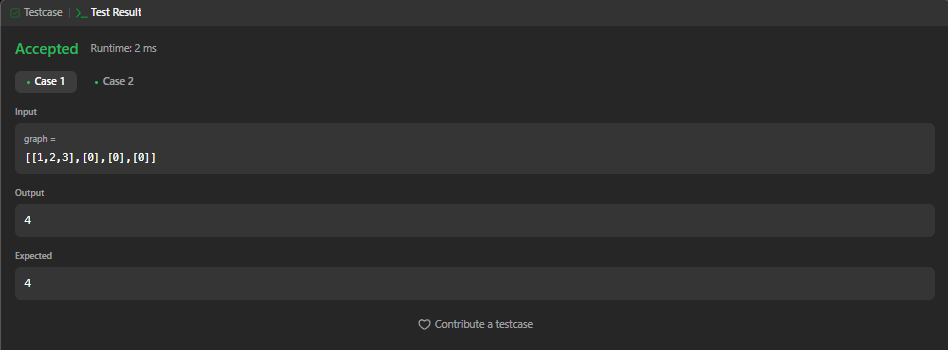 Testcase | >_ Test Result
Accepted Runtime: 2 ms
• Case 1 • Case 2
Input
graph =
[[1,2,3],[0],[0],[0]]
Output
4
Expected
4
Contribute a testcase